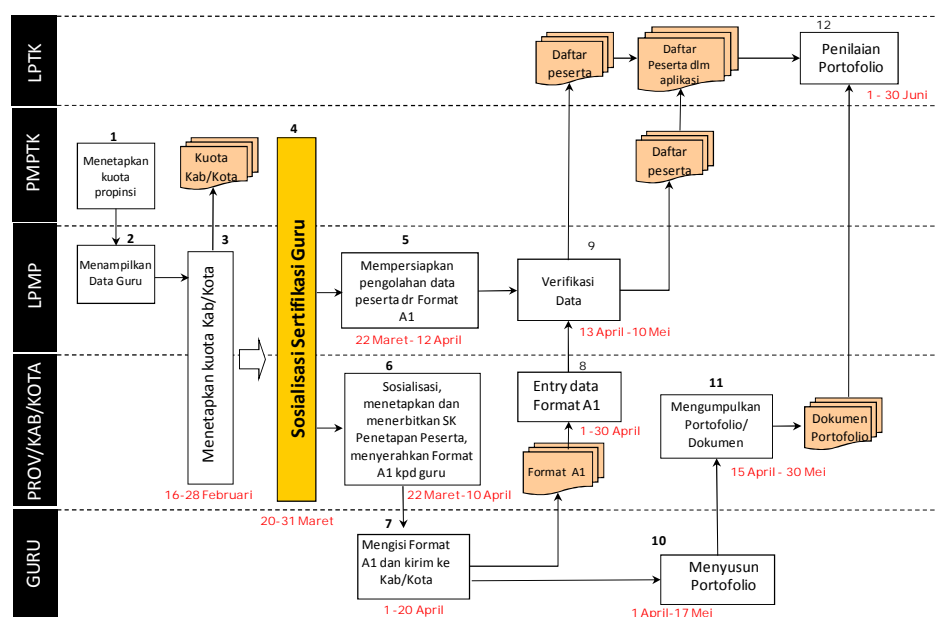 LPTK
Daftar
peserta
Daftar
Peserta dlm
aplikasi
12
Penilaian
Portofolio
1 - 30 Juni
PMPTK
1
Menetapkan
kuota
propinsi
Kuota
Kab/Kota
4
Sosialisasi Sertifikasi Guru
20-31 Maret
Daftar
peserta
LPMP
2
Menampilkan
Data Guru
3
Menetapkan kuota Kab/Kota
16-28 Februari
5
Mempersiapkan
pengolahan data
peserta dr Format
A1
22 Maret- 12 April
9
Verifikasi
Data
13 April -10 Mei
PROV/KAB/KOTA
6
Sosialisasi,
menetapkan dan
menerbitkan SK
Penetapan Peserta,
menyerahkan Format
A1 kpd guru
22 Maret-10 April
8
Entry data
Format A1
1-30 April
Format A1
11
Mengumpulkan
Portofolio/
Dokumen
15 April - 30 Mei
Dokumen
Portofolio
GURU
7
Mengisi Format
A1 dan kirim ke
Kab/Kota
1 -20 April
10
Menyusun
Portofolio
1 April-17 Mei